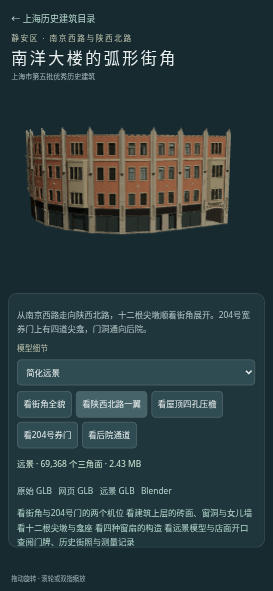 ← 上海历史建筑目录
静安区 · 南京西路与陕西北路
南洋大楼的弧形街角
上海市第五批优秀历史建筑
从南京西路走向陕西北路，十二根尖墩顺着街角展开。204号宽
券门上有四道尖龛，门洞通向后院。
模型细节
简化远景
看街角全貌 看陕西北路一翼 看屋顶四孔压檐
看204号券门 看后院通道
远景 · 69,368 个三角面 · 2.43 MB
原始 GLB 网页 GLB 远景 GLB Blender
看街角与204号门的两个机位 看建筑上层的砖面、窗洞与女儿墙
看十二根尖墩与龛座 看四种窗扇的构造 看远景模型与店面开口
查阅门牌、历史街照与测量记录
拖动旋转 · 滚轮或双指缩放